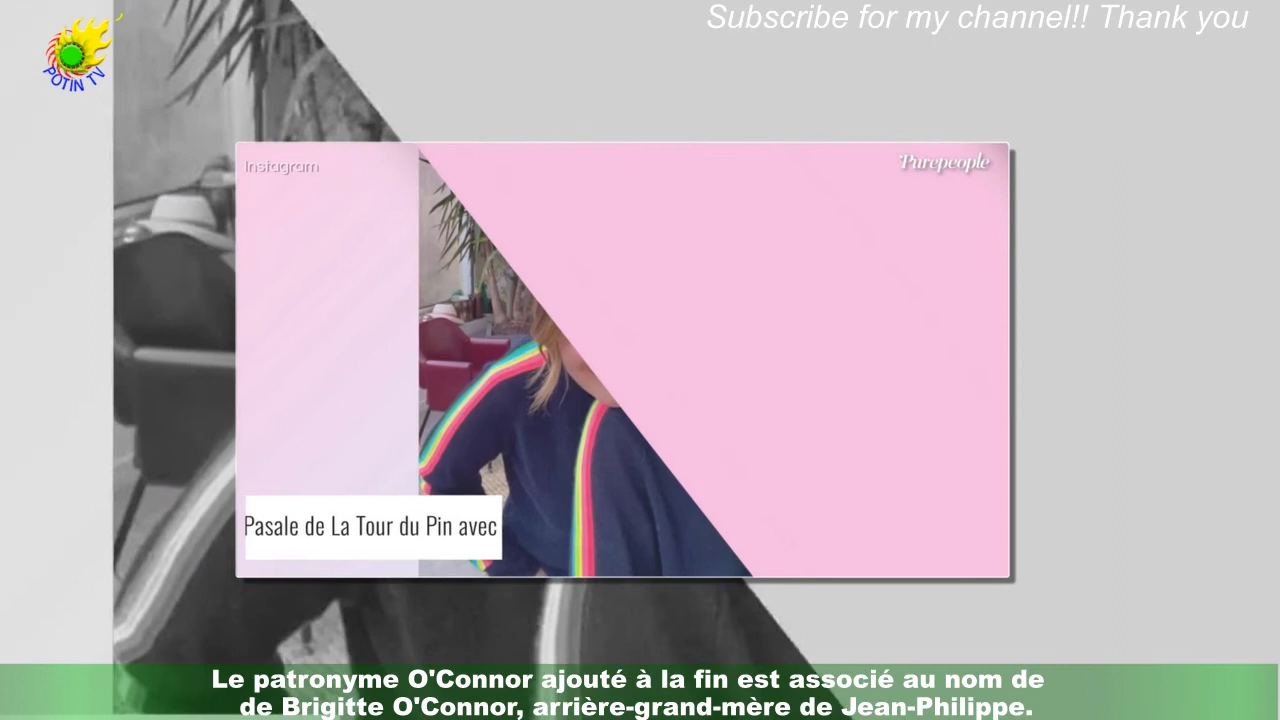 Subscribe for my channel!! Thank you
POTIN TV
Instagram
Purepeople
Pasale de La Tour du Pin avec
Le patronyme O'Connor ajouté à la fin est associé au nom de
de Brigitte O'Connor, arrière-grand-mère de Jean-Philippe.